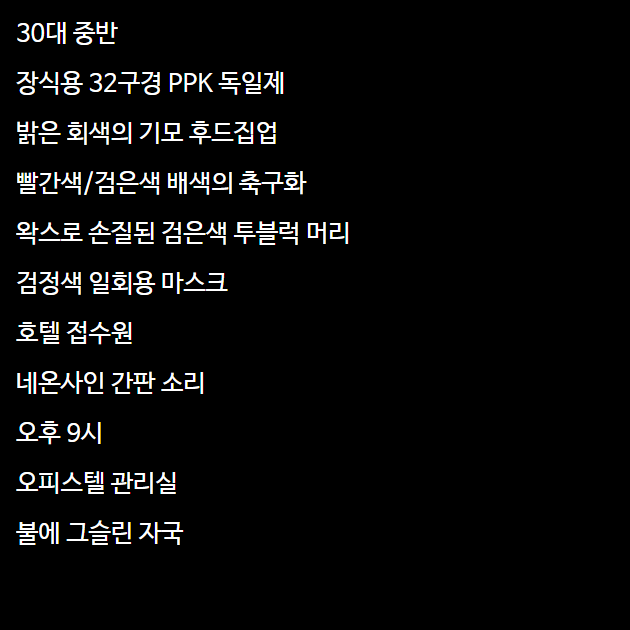 30대 중반
장식용 32구경 PPK 독일제
밝은 회색의 기모 후드집업
빨간색/검은색 배색의 축구화
왁스로 손질된 검은색 투블럭 머리
검정색 일회용 마스크
호텔 접수원
네온사인 간판 소리
오후 9시
오피스텔 관리실
불에 그슬린 자국